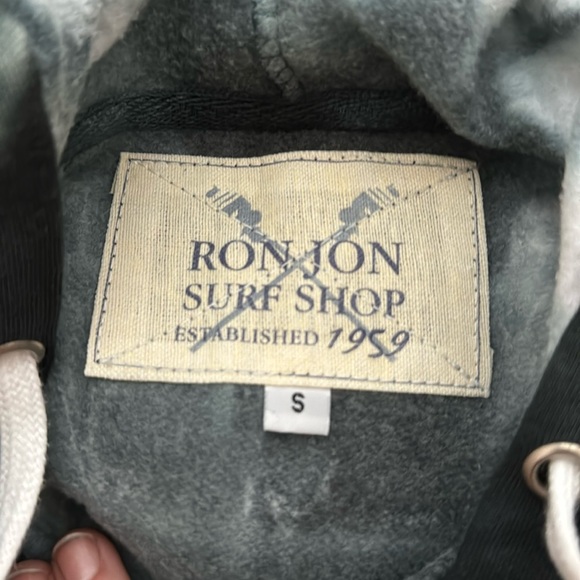 RON JON
SURF SHOP
ESTABLISHED 1959
S